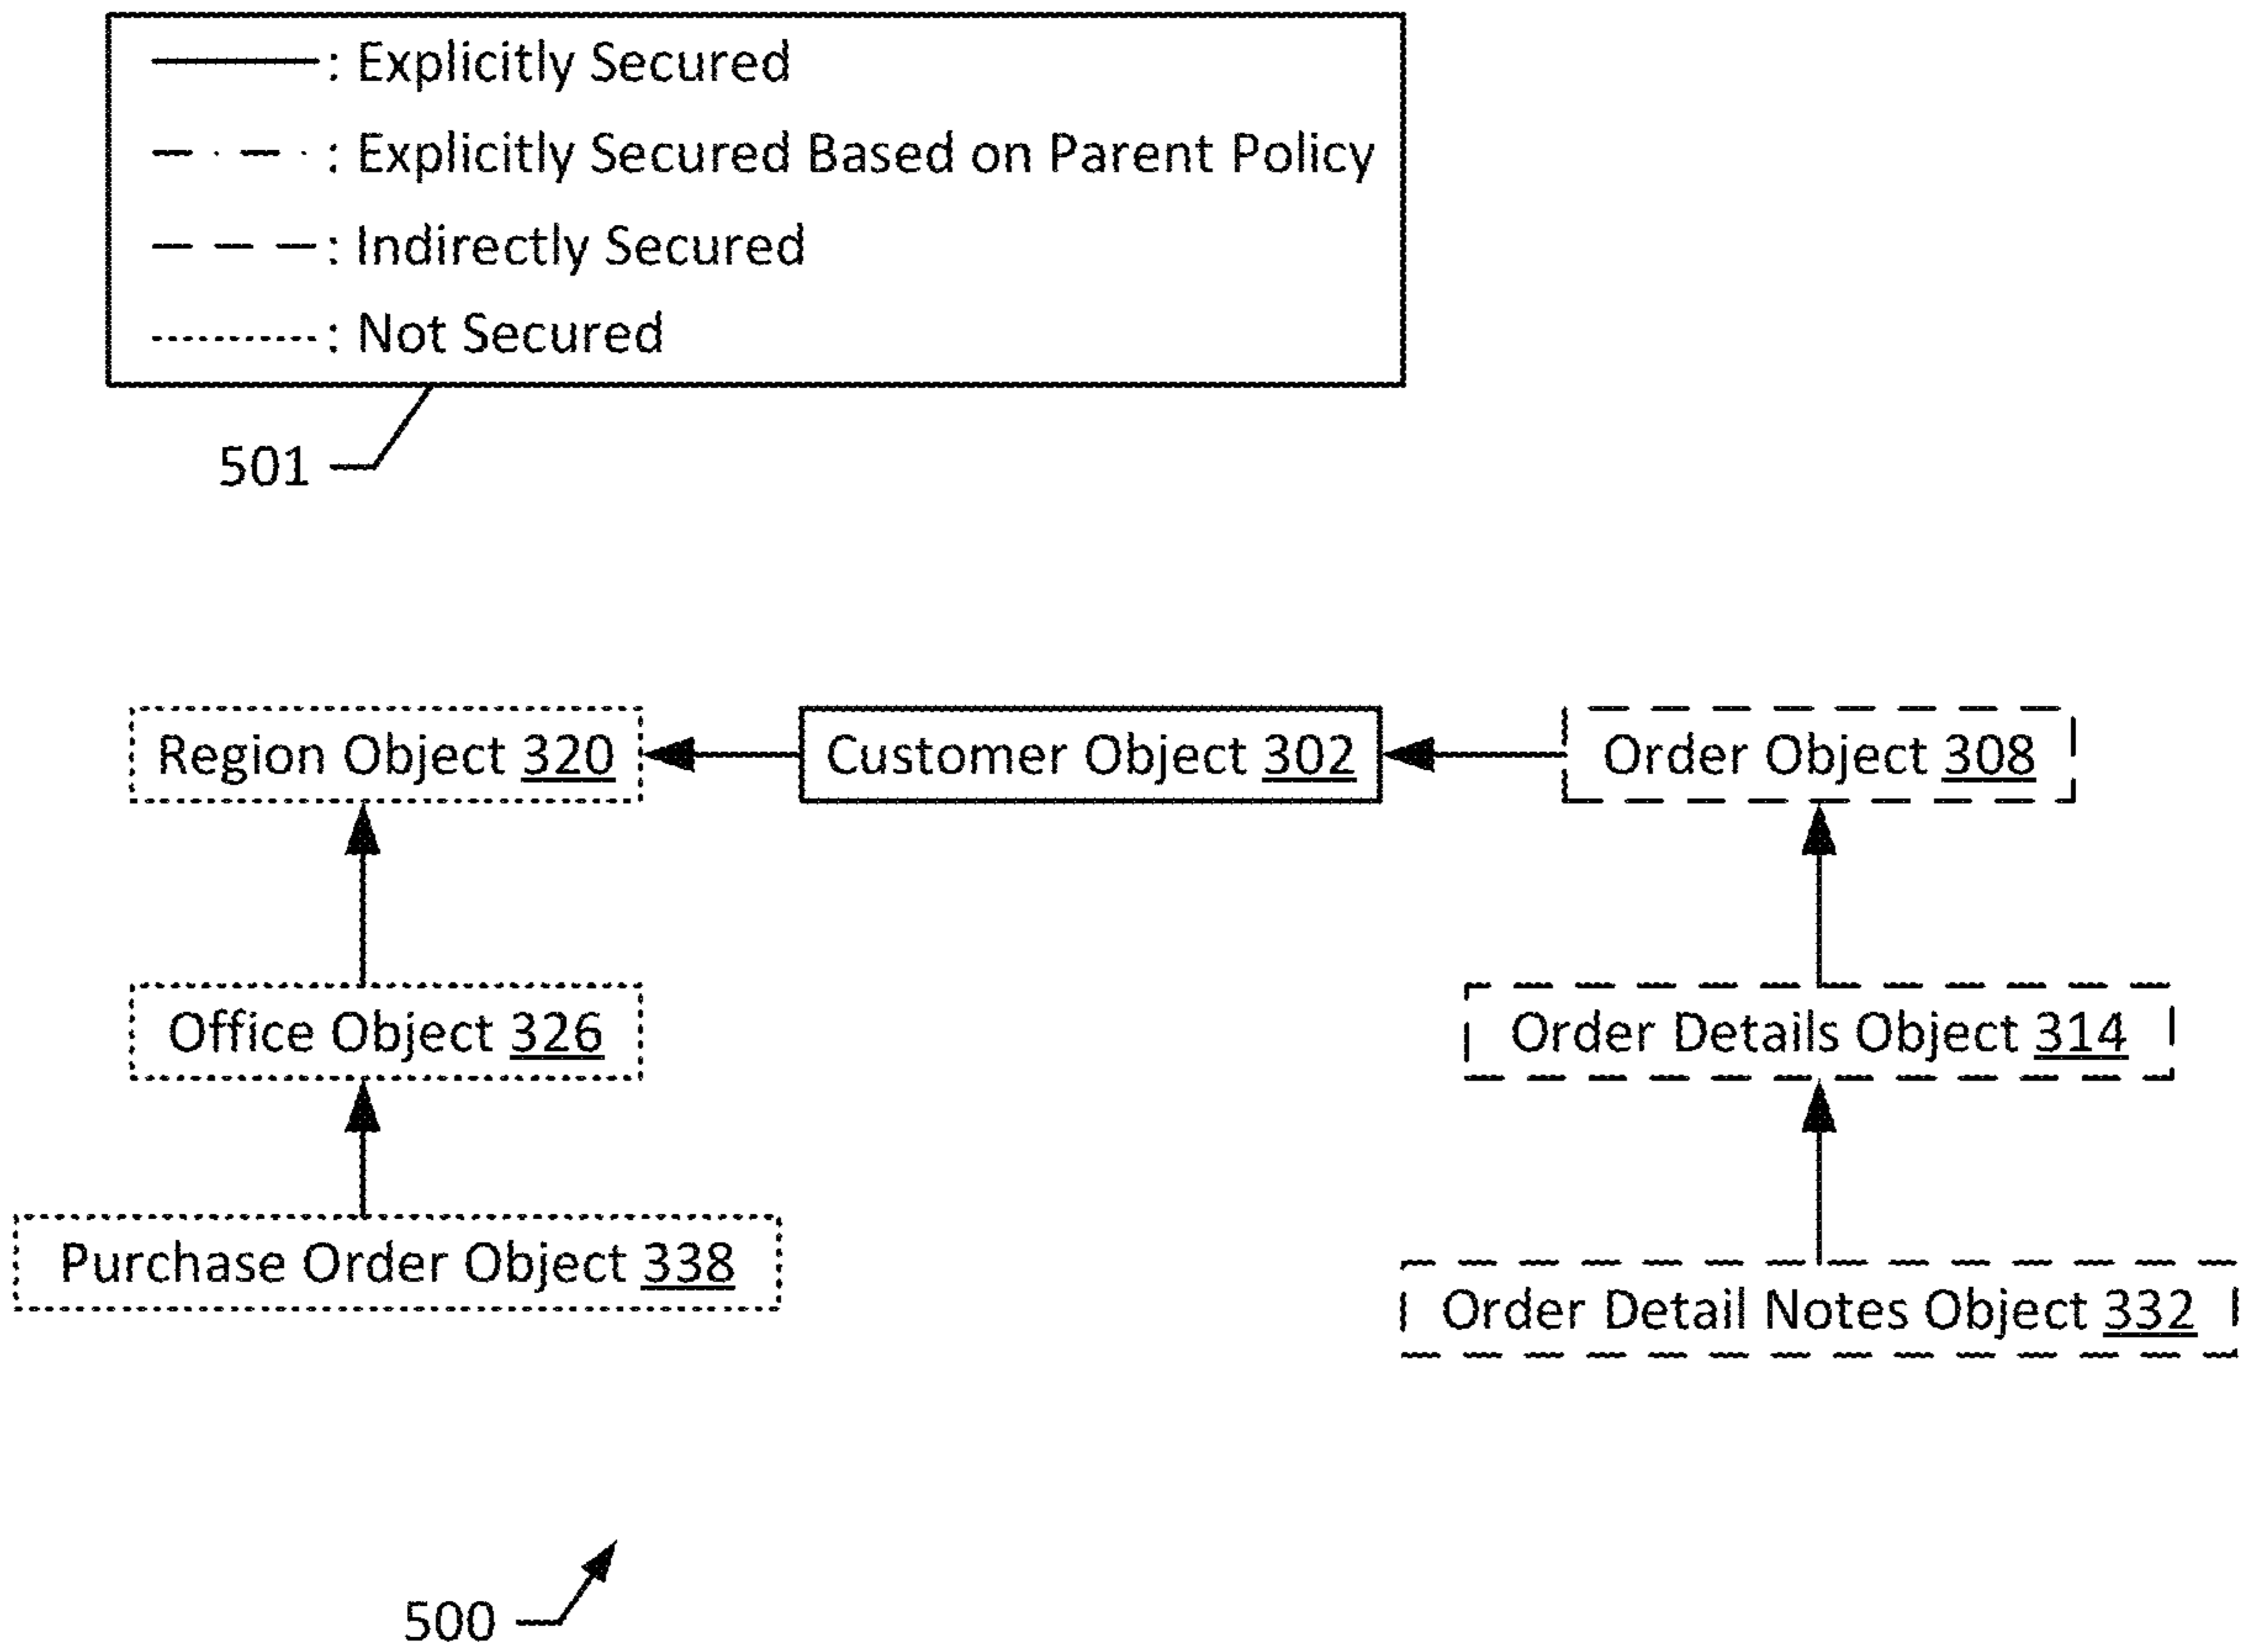 : Explicitly Secured
: Explicitly Secured Based on Parent Policy
: Indirectly Secured
: Not Secured
501
Region Object 320
Customer Object 302
Order Object 308
Office Object 326
Order Details Object 314
Purchase Order Object 338
Order Detail Notes Object 332
500